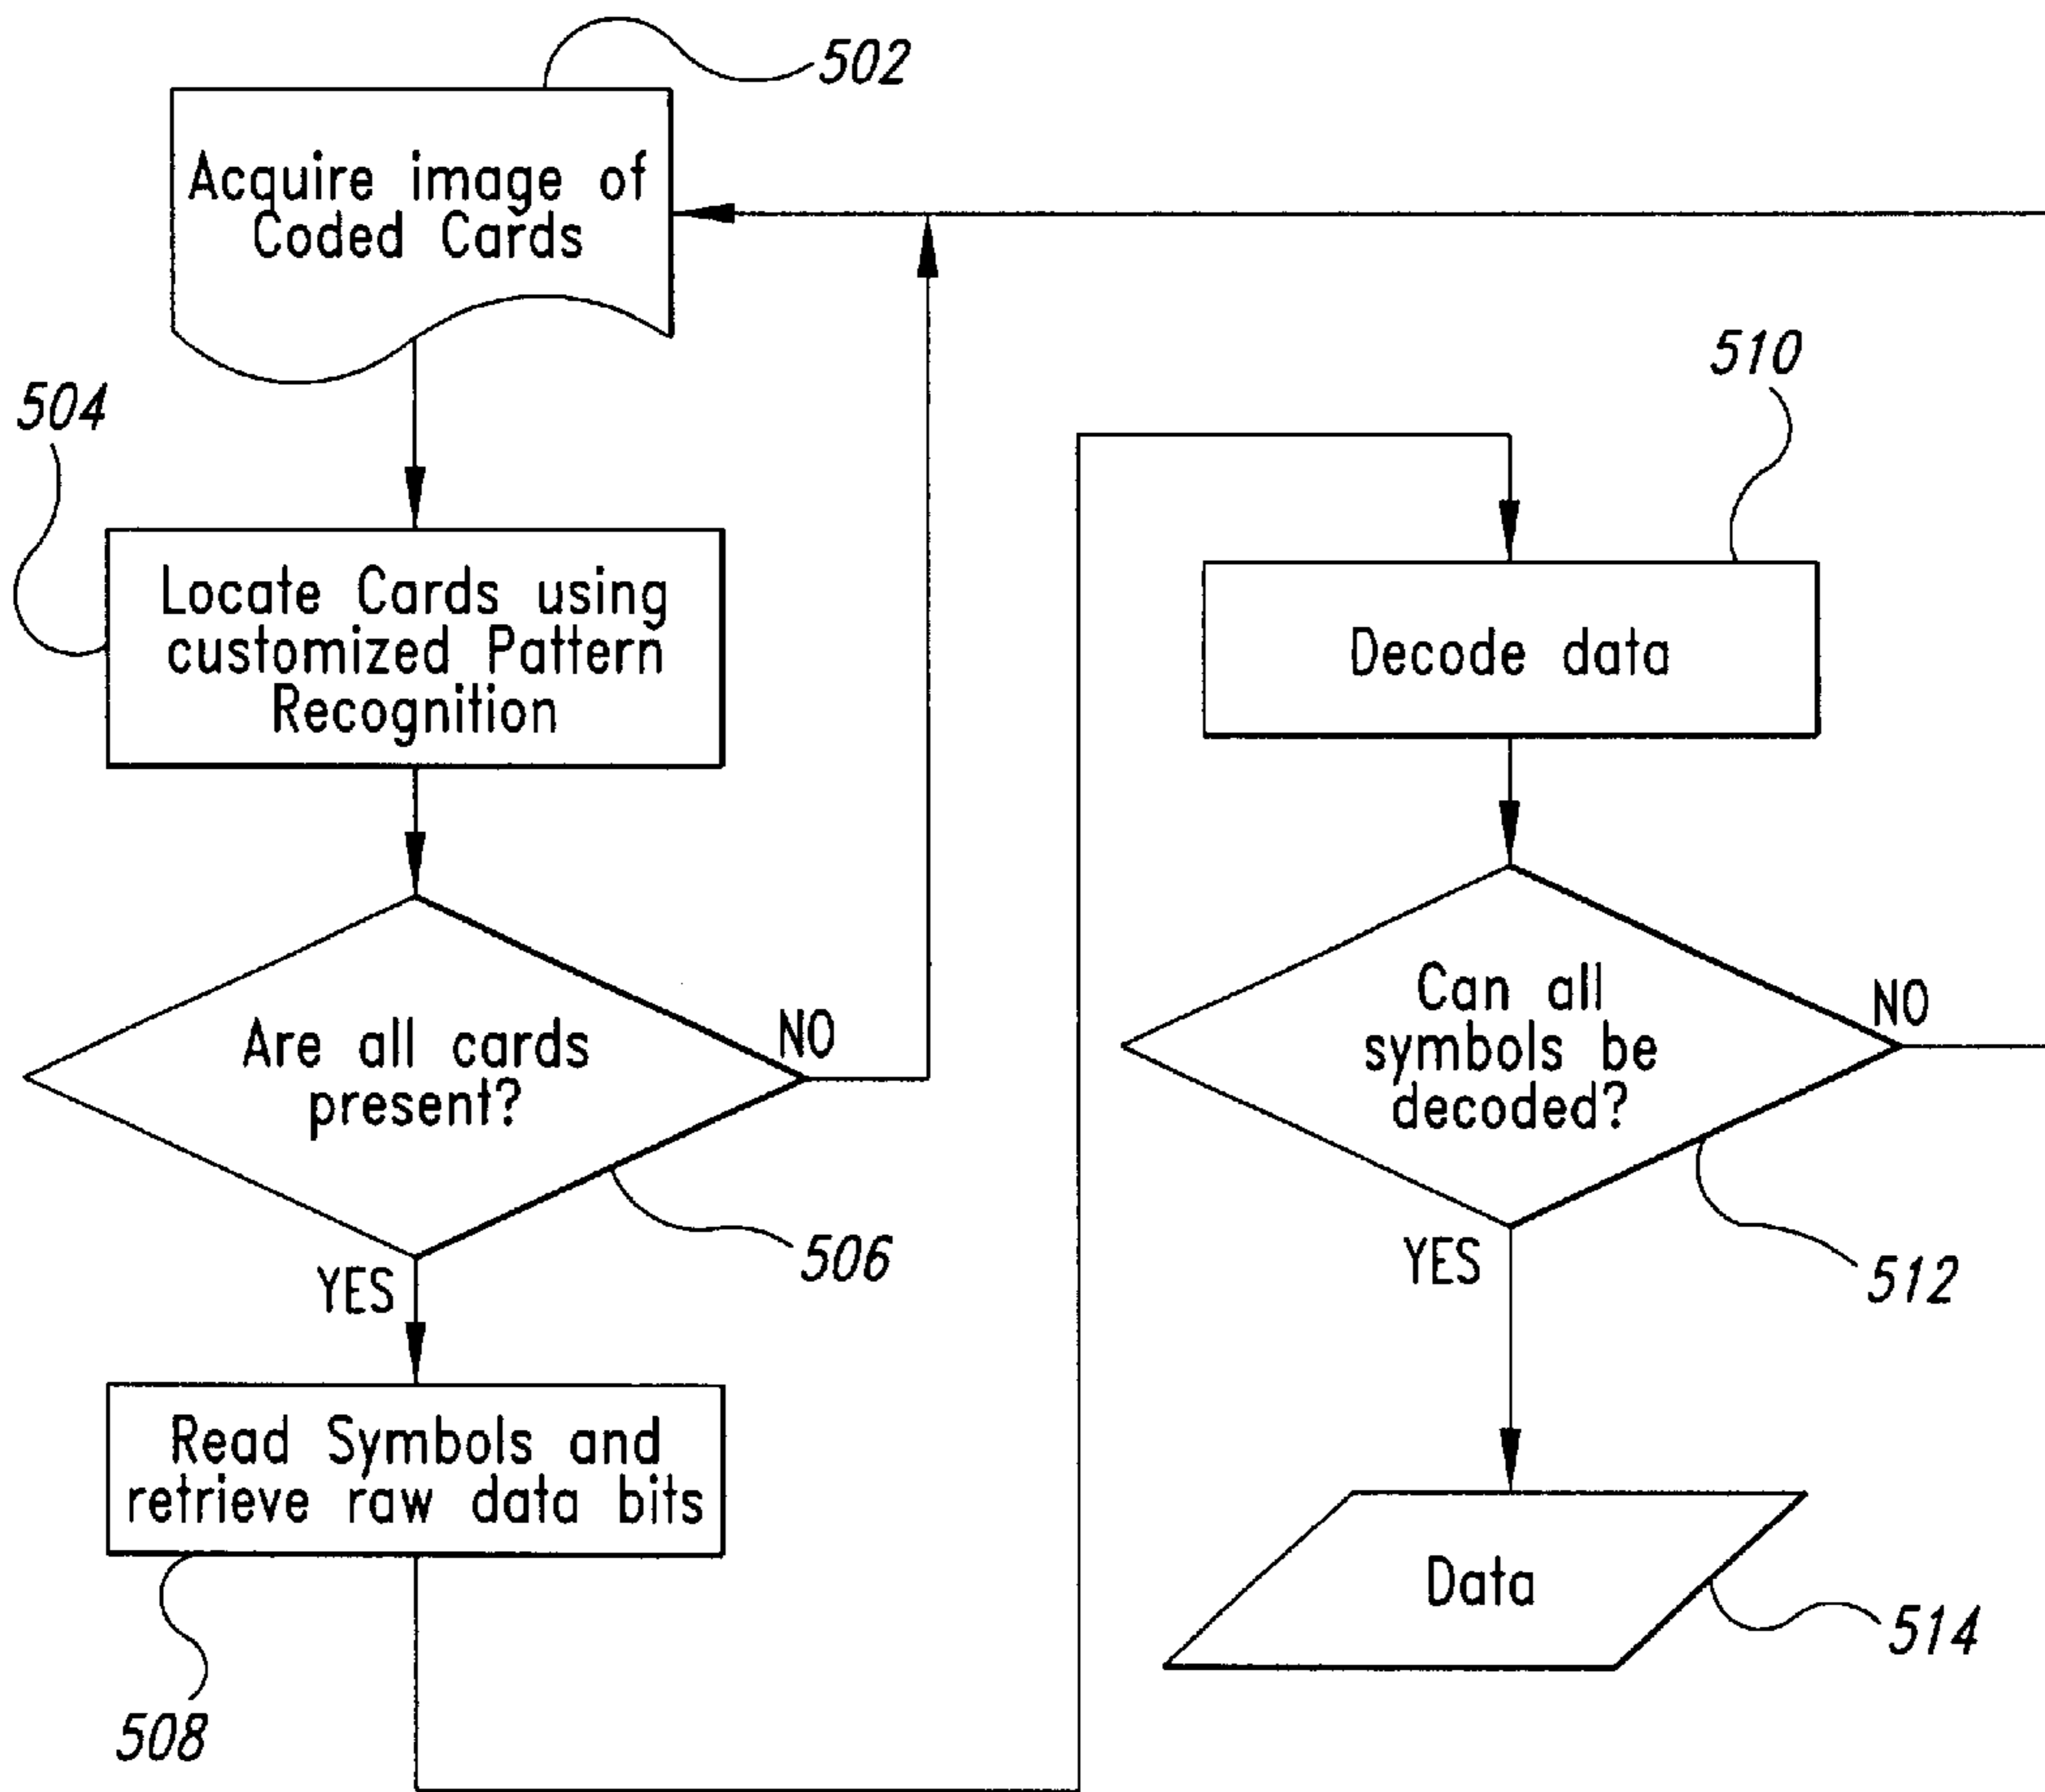 502
Acquire image of
Coded Cards
504
Locate Cards using
customized Pattern
Recognition
Are all cards
present?
NO
506
YES
Read Symbols and
retrieve raw data bits
508
510
Decode data
Can all
symbols be
decoded?
NO
512
YES
Data
514